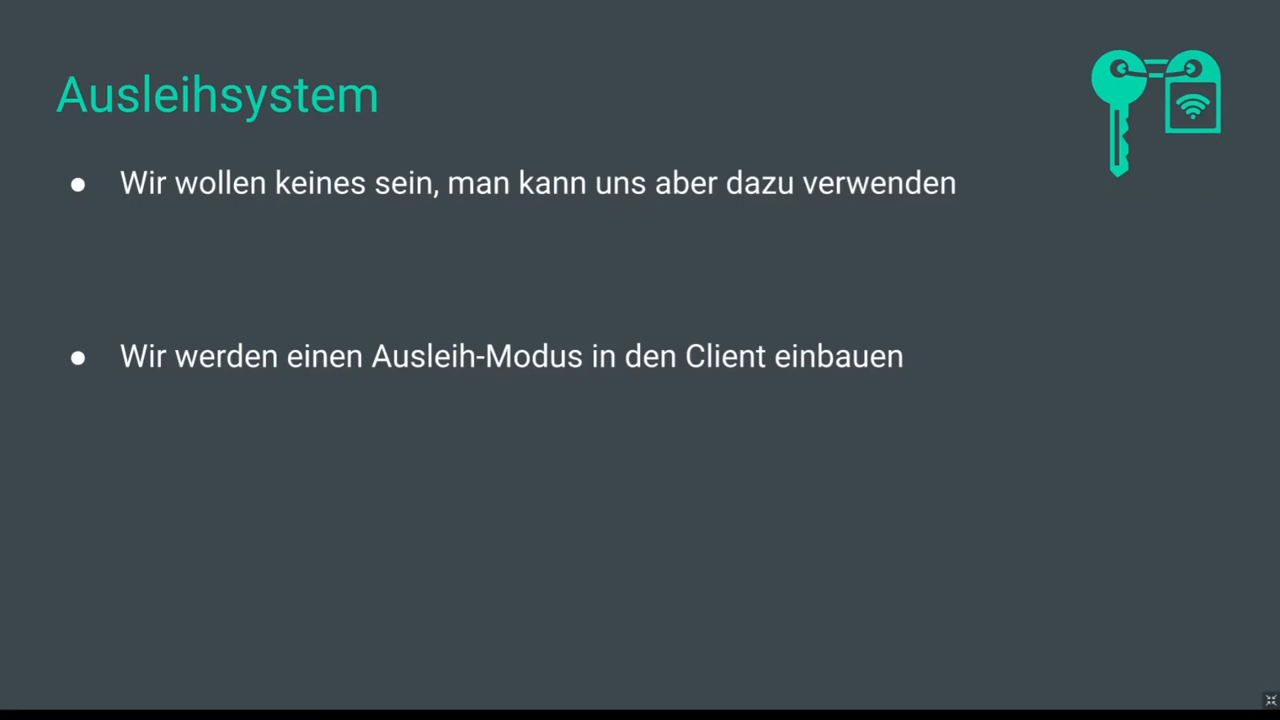 Ausleihsystem
● Wir wollen keines sein, man kann uns aber dazu verwenden
● Wir werden einen Ausleih-Modus in den Client einbauen